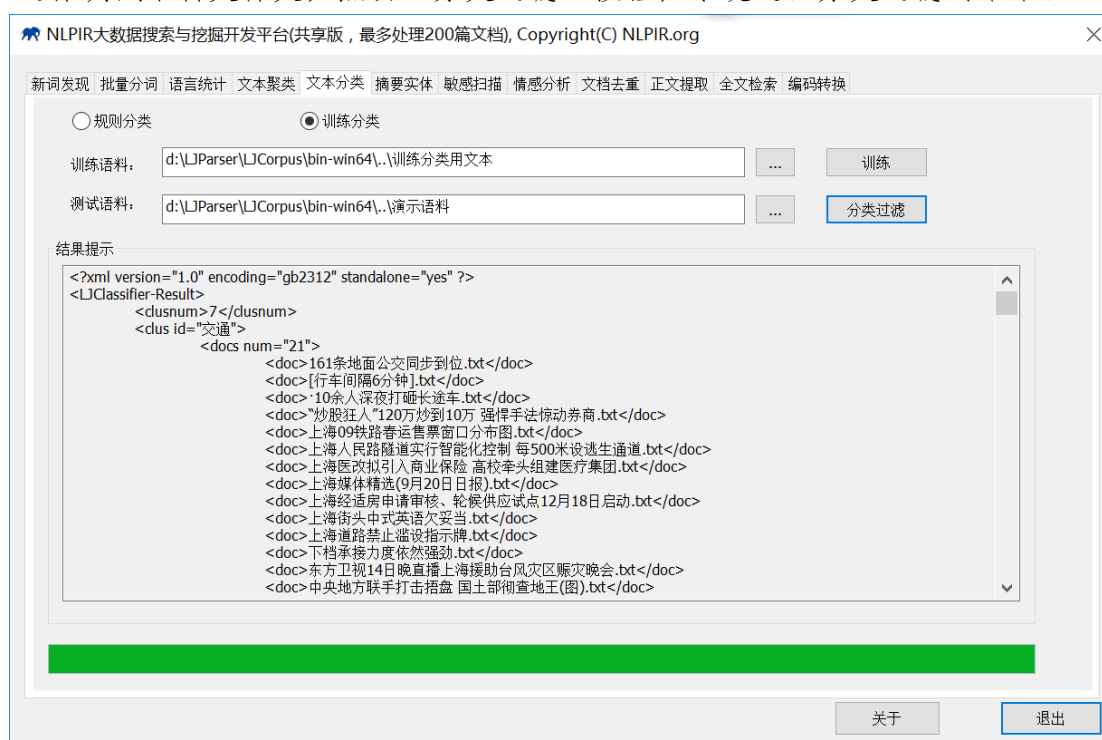 NLPIR大数据搜索与挖掘开发平台(共享版，最多处理200篇文档), Copyright(C) NLPIR.org
新词发现 批量分词 语言统计 文本聚类 文本分类 摘要实体 敏感扫描 情感分析 文档去重 正文提取 全文检索 编码转换
规则分类 训练分类
训练语料： d:\LJParser\LJCorpus\bin-win64\..\训练分类用文本 ... 训练
测试语料： d:\LJParser\LJCorpus\bin-win64\..\演示语料 ... 分类过滤
结果提示
<?xml version="1.0" encoding="gb2312" standalone="yes" ?>
<LJClassifier-Result>
<clusnum>7</clusnum>
<clus id="交通">
<docs num="21">
<doc>161条地面公交同步到位.txt</doc>
<doc>[行车间隔6分钟].txt</doc>
<doc>·10余人深夜打砸长途车.txt</doc>
<doc>“炒股狂人”120万炒到10万 强悍手法惊动券商.txt</doc>
<doc>上海09铁路春运售票窗口分布图.txt</doc>
<doc>上海人民路隧道实行智能化控制 每500米设逃生通道.txt</doc>
<doc>上海医改拟引入商业保险 高校牵头组建医疗集团.txt</doc>
<doc>上海媒体精选(9月20日日报).txt</doc>
<doc>上海经适房申请审核、轮候供应试点12月18日启动.txt</doc>
<doc>上海街头中式英语欠妥当.txt</doc>
<doc>上海道路禁止滥设指示牌.txt</doc>
<doc>下档承接力度依然强劲.txt</doc>
<doc>东方卫视14日晚直播上海援助台风灾区赈灾晚会.txt</doc>
<doc>中央地方联手打击捂盘 国土部彻查地王(图).txt</doc>
关于 退出